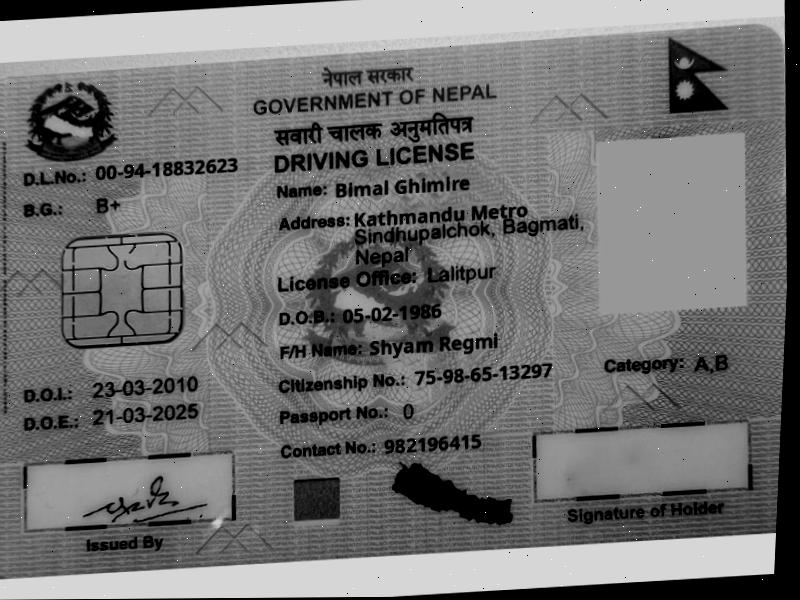 नेपाल सरकार
GOVERNMENT OF NEPAL
सवारी चालक अनुमतिपत्र
DRIVING LICENSE
D.L.No.: 00-94-18832623
B.G.: B+
Name: Bimal Ghimire
Address: Kathmandu Metro
Sindhupalchok, Bagmati,
Nepal
License Office: Lalitpur
D.O.B.: 05-02-1986
F/H Name: Shyam Regmi
Citizenship No.: 75-98-65-13297
Category: A,B
D.O.I.: 23-03-2010
Passport No.: 0
D.O.E.: 21-03-2025
Contact No.: 982196415
Issued By
Signature of Holder